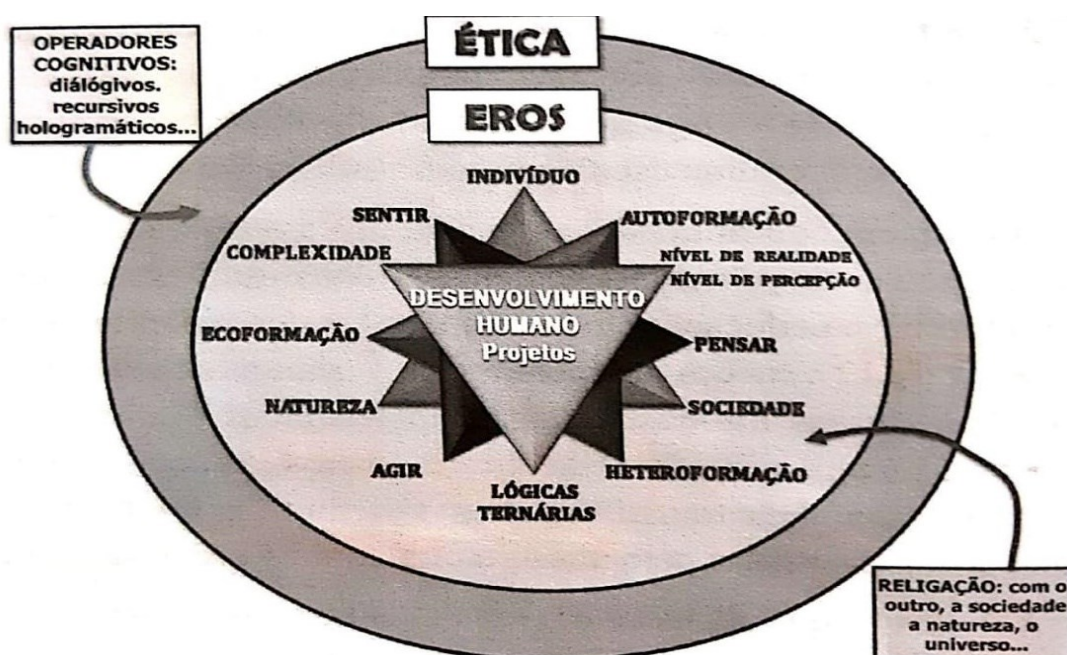 OPERADORES
COGNITIVOS:
diálógivos.
recursivos
hologramáticos...
ÉTICA
EROS
INDIVÍDUO
SENTIR
AUTOFORMAÇÃO
COMPLEXIDADE
NÍVEL DE REALIDADE
NÍVEL DE PERCEPÇÃO
DESENVOLVIMENTO
HUMANO
Projetos
ECOFORMAÇÃO
PENSAR
NATUREZA
SOCIEDADE
AGIR
HETEROFORMAÇÃO
LÓGICAS
TERNÁRIAS
RELIGAÇÃO: com o
outro, a sociedade
a natureza, o
universo...